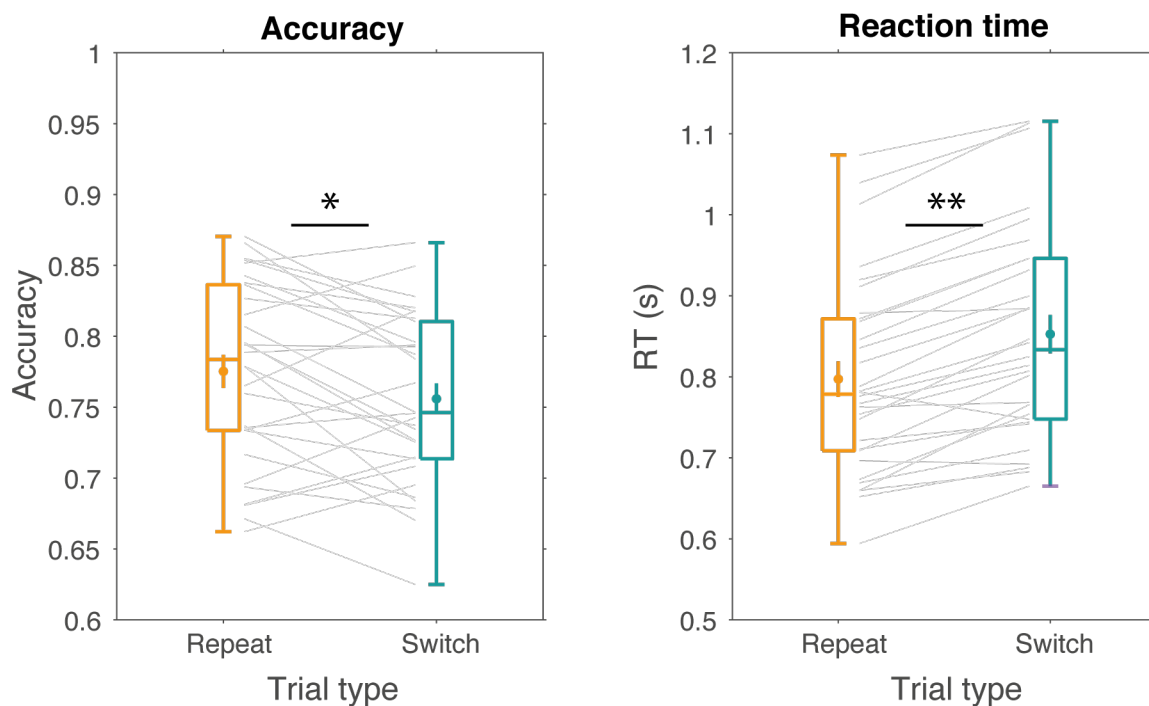 Accuracy
1
0.95
0.9
0.85
0.8
0.75
0.7
0.65
0.6
Accuracy
*
Repeat Switch
Trial type
Reaction time
1.2
1.1
1
0.9
0.8
0.7
0.6
0.5
RT (s)
**
Repeat Switch
Trial type